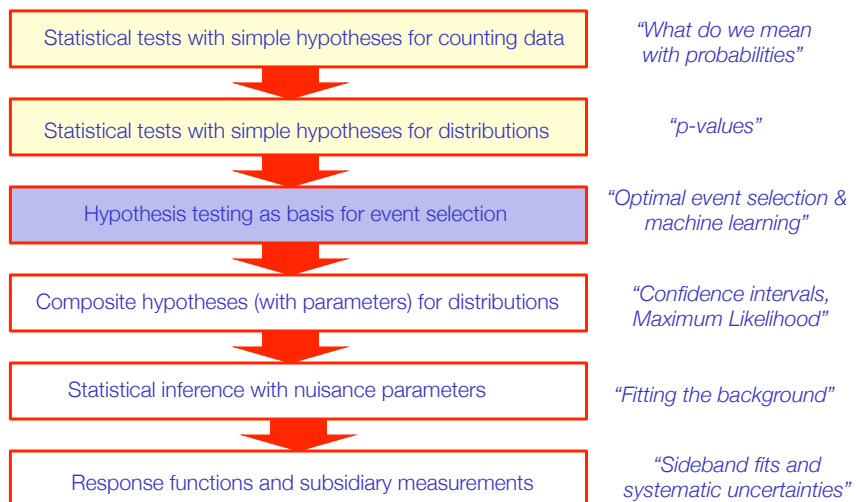 Statistical tests with simple hypotheses for counting data
“What do we mean
with probabilities”
Statistical tests with simple hypotheses for distributions
“p-values”
Hypothesis testing as basis for event selection
“Optimal event selection &
machine learning”
Composite hypotheses (with parameters) for distributions
“Confidence intervals,
Maximum Likelihood”
Statistical inference with nuisance parameters
“Fitting the background”
Response functions and subsidiary measurements
“Sideband fits and
systematic uncertainties”